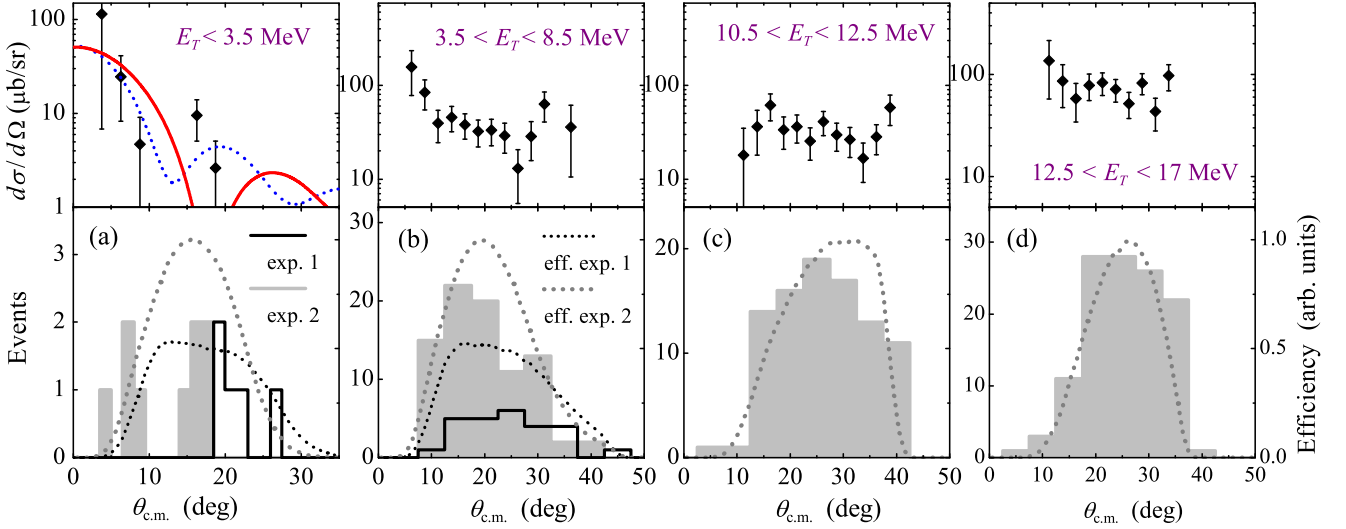 E_T < 3.5 MeV
3.5 < E_T < 8.5 MeV
10.5 < E_T < 12.5 MeV
12.5 < E_T < 17 MeV
dσ/dΩ (μb/sr)
100
10
1
100
10
100
10
100
10
(a)
exp. 1
exp. 2
(b)
eff. exp. 1
eff. exp. 2
(c)
(d)
Events
3
2
1
0
30
20
10
0
20
10
0
30
20
10
0
1.0
0.5
0.0
Efficiency (arb. units)
0 10 20 30
0 10 20 30 40 50
0 10 20 30 40 50
0 10 20 30 40 50
θc.m. (deg)
θc.m. (deg)
θc.m. (deg)
θc.m. (deg)